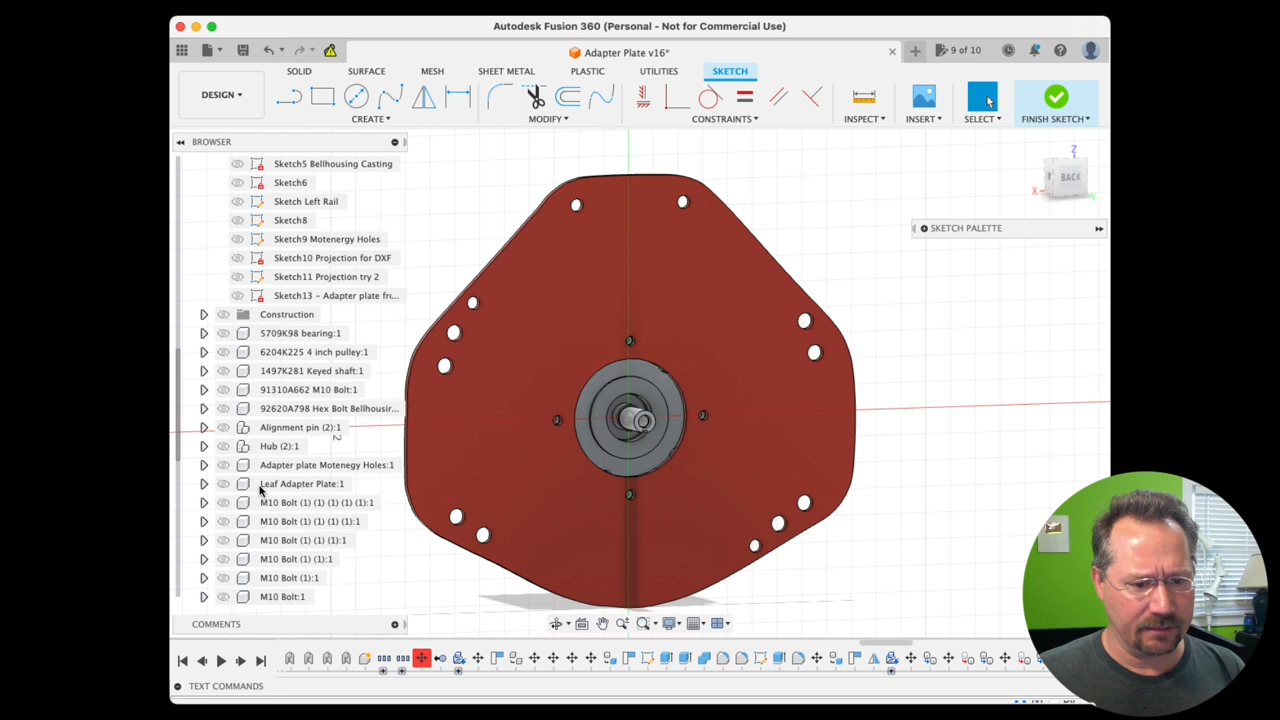 Autodesk Fusion 360 (Personal - Not for Commercial Use)
Adapter Plate v16*
9 of 10
DESIGN
SOLID
SURFACE
MESH
SHEET METAL
PLASTIC
UTILITIES
SKETCH
CREATE
MODIFY
CONSTRAINTS
INSPECT
INSERT
SELECT
FINISH SKETCH
BROWSER
Sketch5 Bellhousing Casting
Sketch6
Sketch Left Rail
Sketch8
Sketch9 Motenergy Holes
Sketch10 Projection for DXF
Sketch11 Projection try 2
Sketch13 - Adapter plate fr...
Construction
5709K98 bearing:1
6204K225 4 inch pulley:1
1497K281 Keyed shaft:1
91310A662 M10 Bolt:1
92620A798 Hex Bolt Bellhousir...
Alignment pin (2):1
Hub (2):1
Adapter plate Motenegy Holes:1
Leaf Adapter Plate:1
M10 Bolt (1) (1) (1) (1) (1):1
M10 Bolt (1) (1) (1) (1):1
M10 Bolt (1) (1) (1):1
M10 Bolt (1) (1):1
M10 Bolt (1):1
M10 Bolt:1
2
Z
X
Y
BACK
SKETCH PALETTE
COMMENTS
TEXT COMMANDS